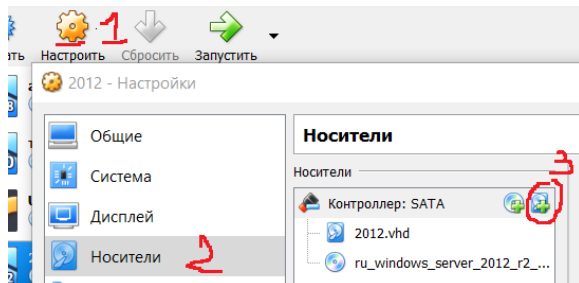 1
ать Настроить Сбросить Запустить
2012 - Настройки
Общие
Система
Дисплей
Носители
2
Носители
Носители
3
Контроллер: SATA
2012.vhd
ru_windows_server_2012_r2_...